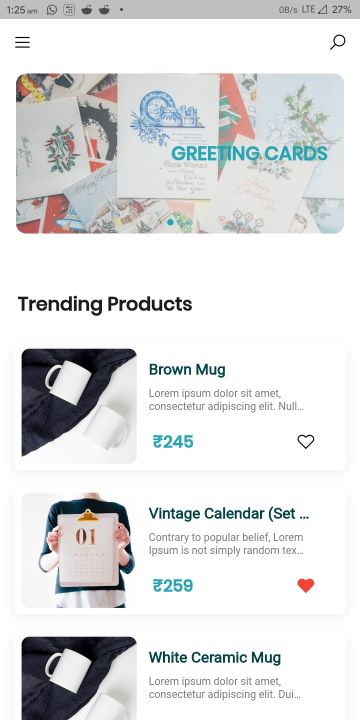 1:25 am
0B/s LTE 27%
GREETING CARDS
Trending Products
Brown Mug
Lorem ipsum dolor sit amet,
consectetur adipiscing elit. Null...
₹245
Vintage Calendar (Set ...
Contrary to popular belief, Lorem
Ipsum is not simply random tex...
₹259
01
White Ceramic Mug
Lorem ipsum dolor sit amet,
consectetur adipiscing elit. Dui...